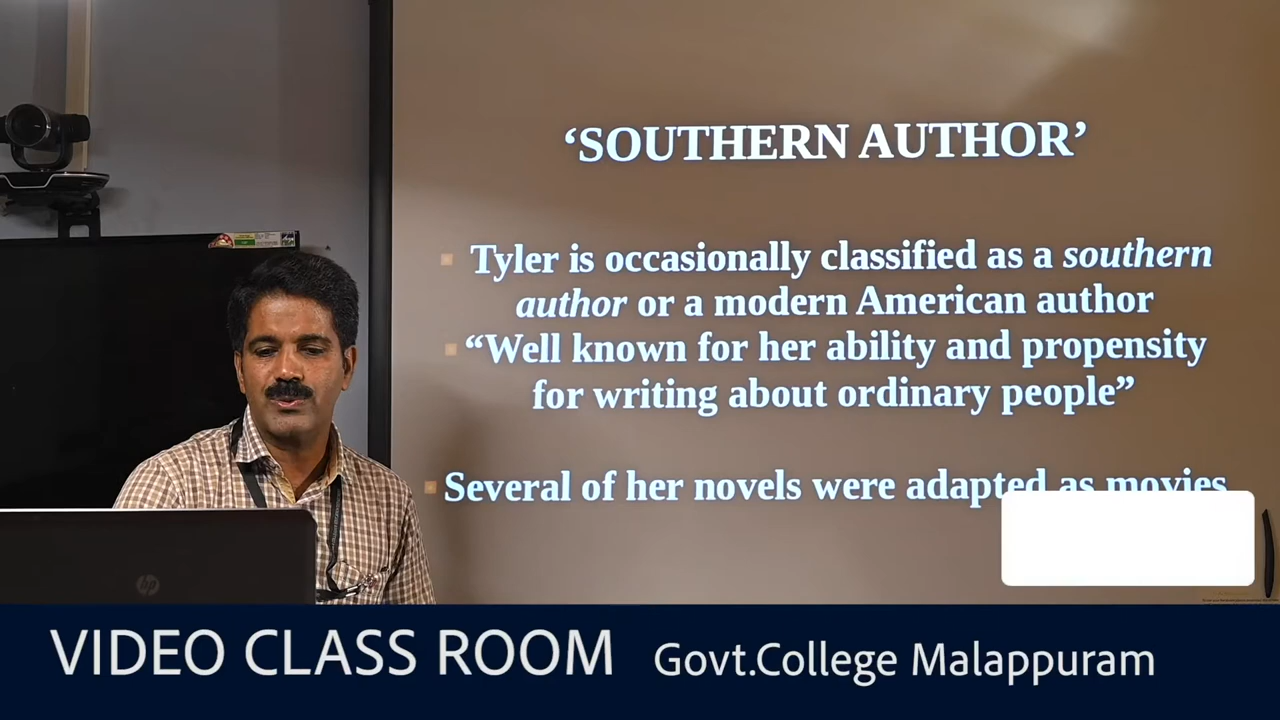 ‘SOUTHERN AUTHOR’
Tyler is occasionally classified as a southern
author or a modern American author
“Well known for her ability and propensity
for writing about ordinary people”
Several of her novels were adapted as movies
hp
VIDEO CLASS ROOM Govt.College Malappuram